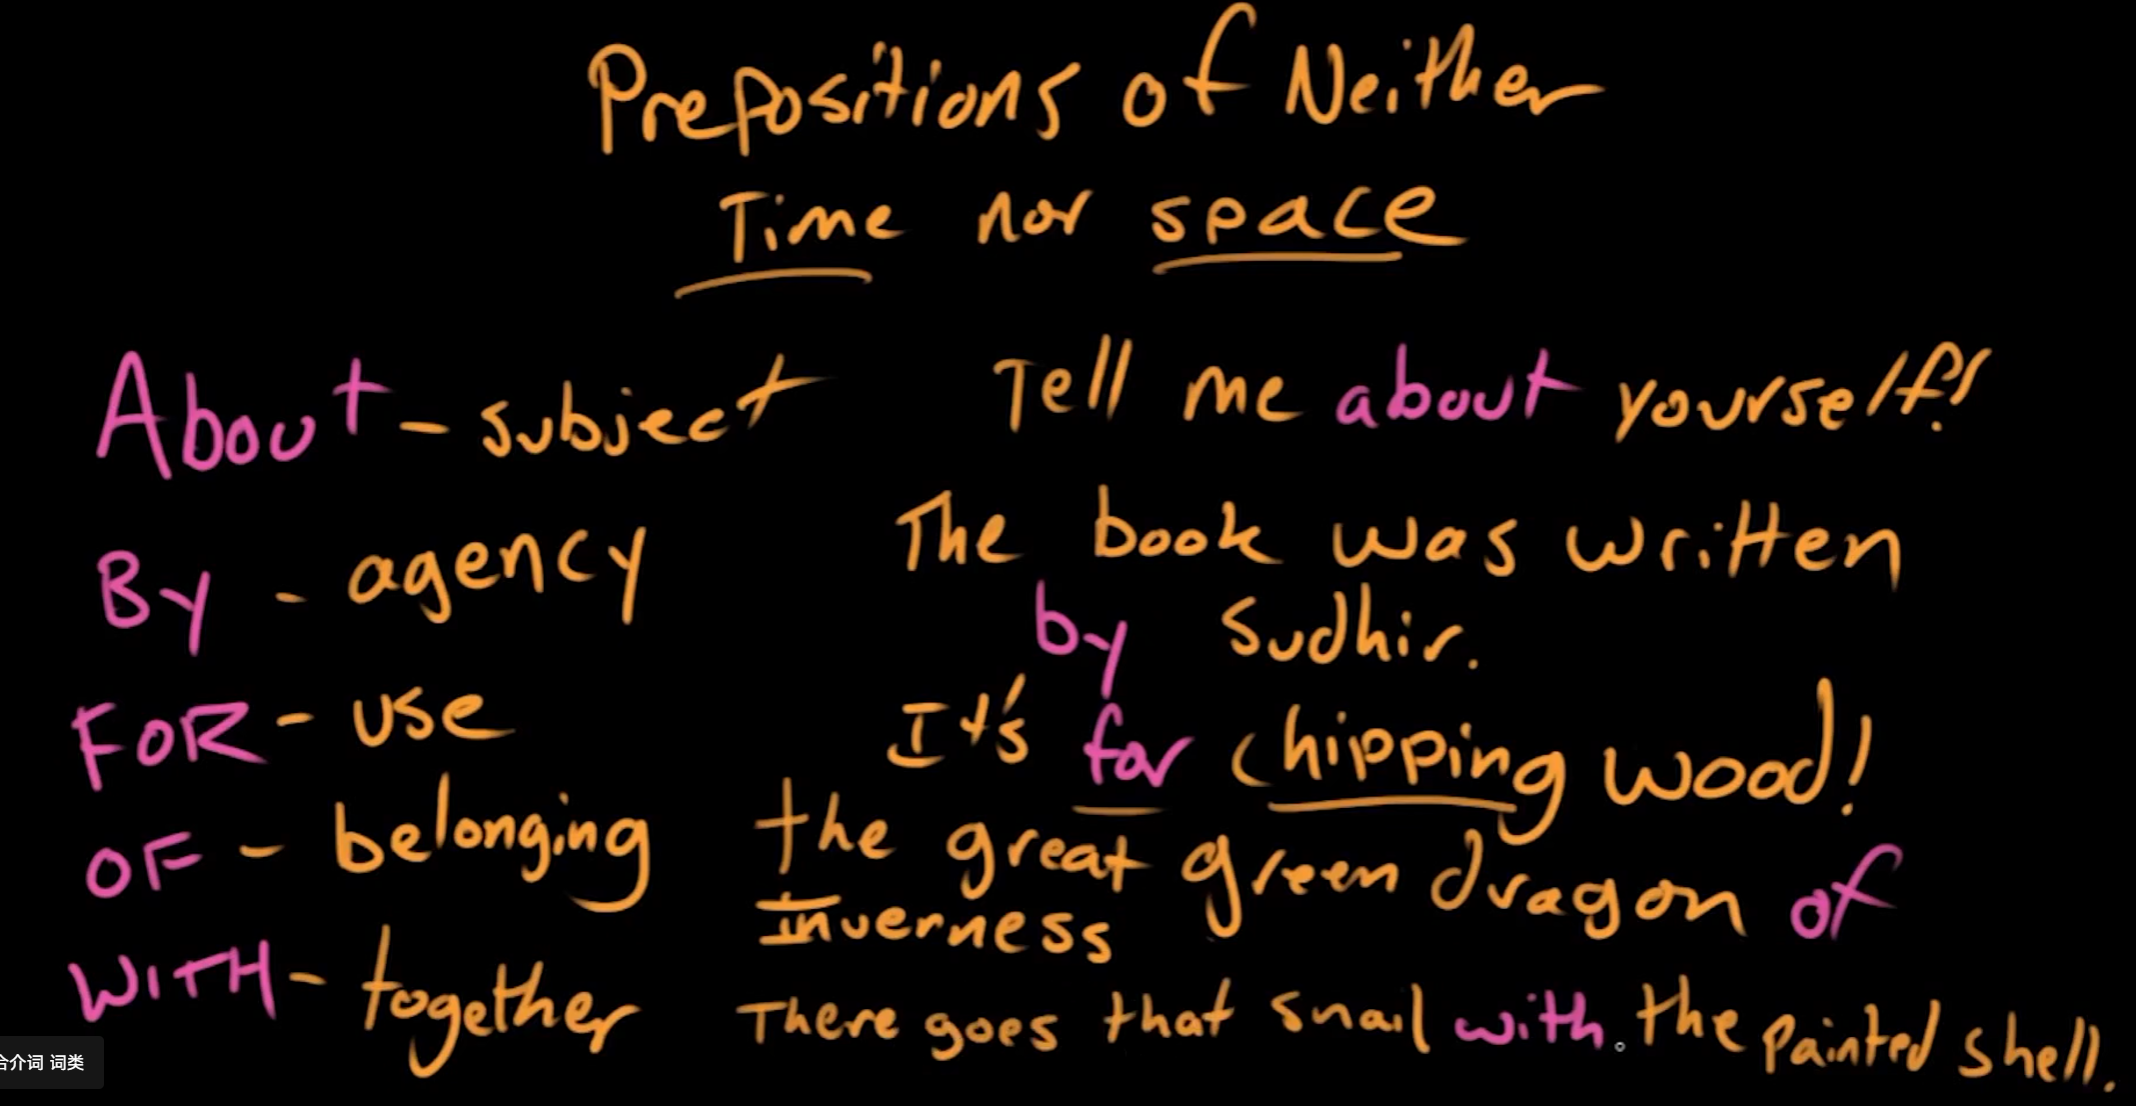 Prepositions of Neither
Time nor space
About - subject
Tell me about yourself!
By - agency
The book was written
by Sudhir.
FOR - use
It's for chipping wood!
OF - belonging
the great green dragon of
Inverness
WITH - together
There goes that snail with the painted shell.
合介词 词类